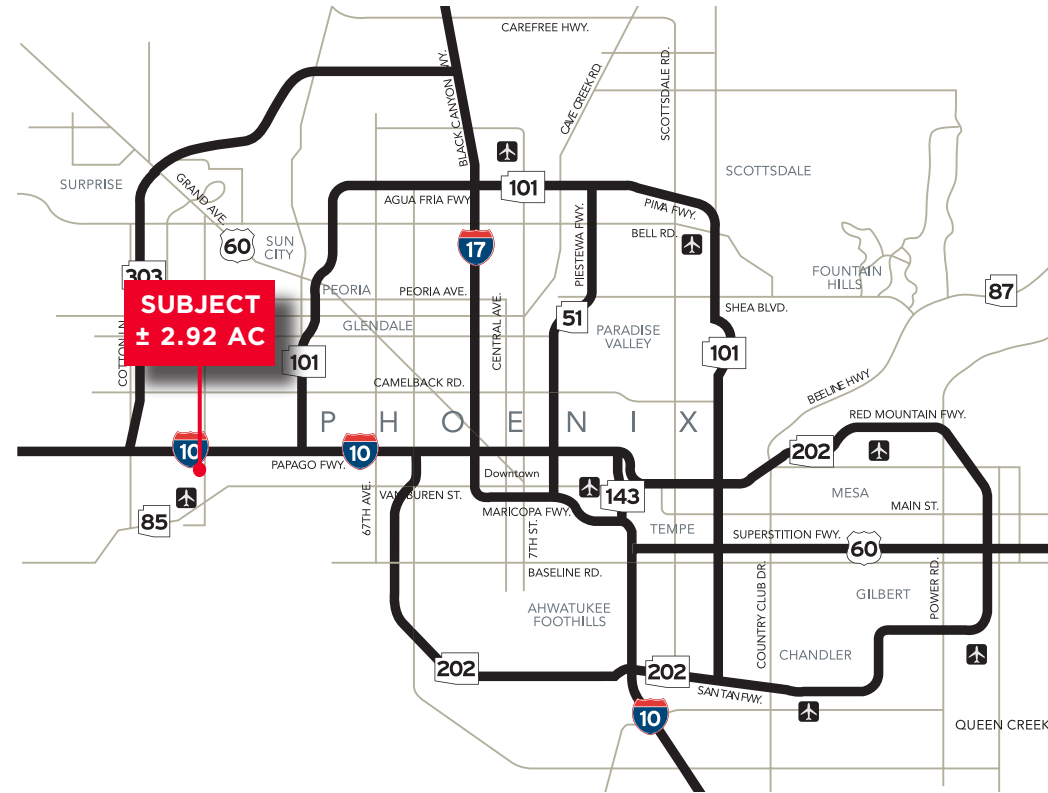 CAREFREE HWY.
BLACK CANYON
WY.
CAVE CREEK RD.
SCOTTSDALE RD.
SCOTTSDALE
SURPRISE
GRAND AVE.
101
AGUA FRIA FWY
PIMA FWY.
PIESTEWA FWY.
BELL RD.
60
SUN
CITY
17
303
FOUNTAIN
HILLS
87
PEORIA
PEORIA AVE.
SUBJECT
± 2.92 AC
SHEA BLVD.
GLENDALE
CENTRAL AVE.
51
PARADISE
VALLEY
COTTON LN
101
101
CAMELBACK RD.
BEELINE HWY
PHOENIX
RED MOUNTAIN FWY.
10
10
202
PAPAGO FWY.
Downtown
67TH AVE.
VAN BUREN ST.
143
MESA
85
MARICOPA FWY.
MAIN ST.
TEMPE
7TH ST.
SUPERSTITION FWY.
60
BASELINE RD.
COUNTRY CLUB DR.
GILBERT
POWER RD.
AHWATUKEE
FOOTHILLS
CHANDLER
202
202
SANTAN FWY.
10
QUEEN CREEK